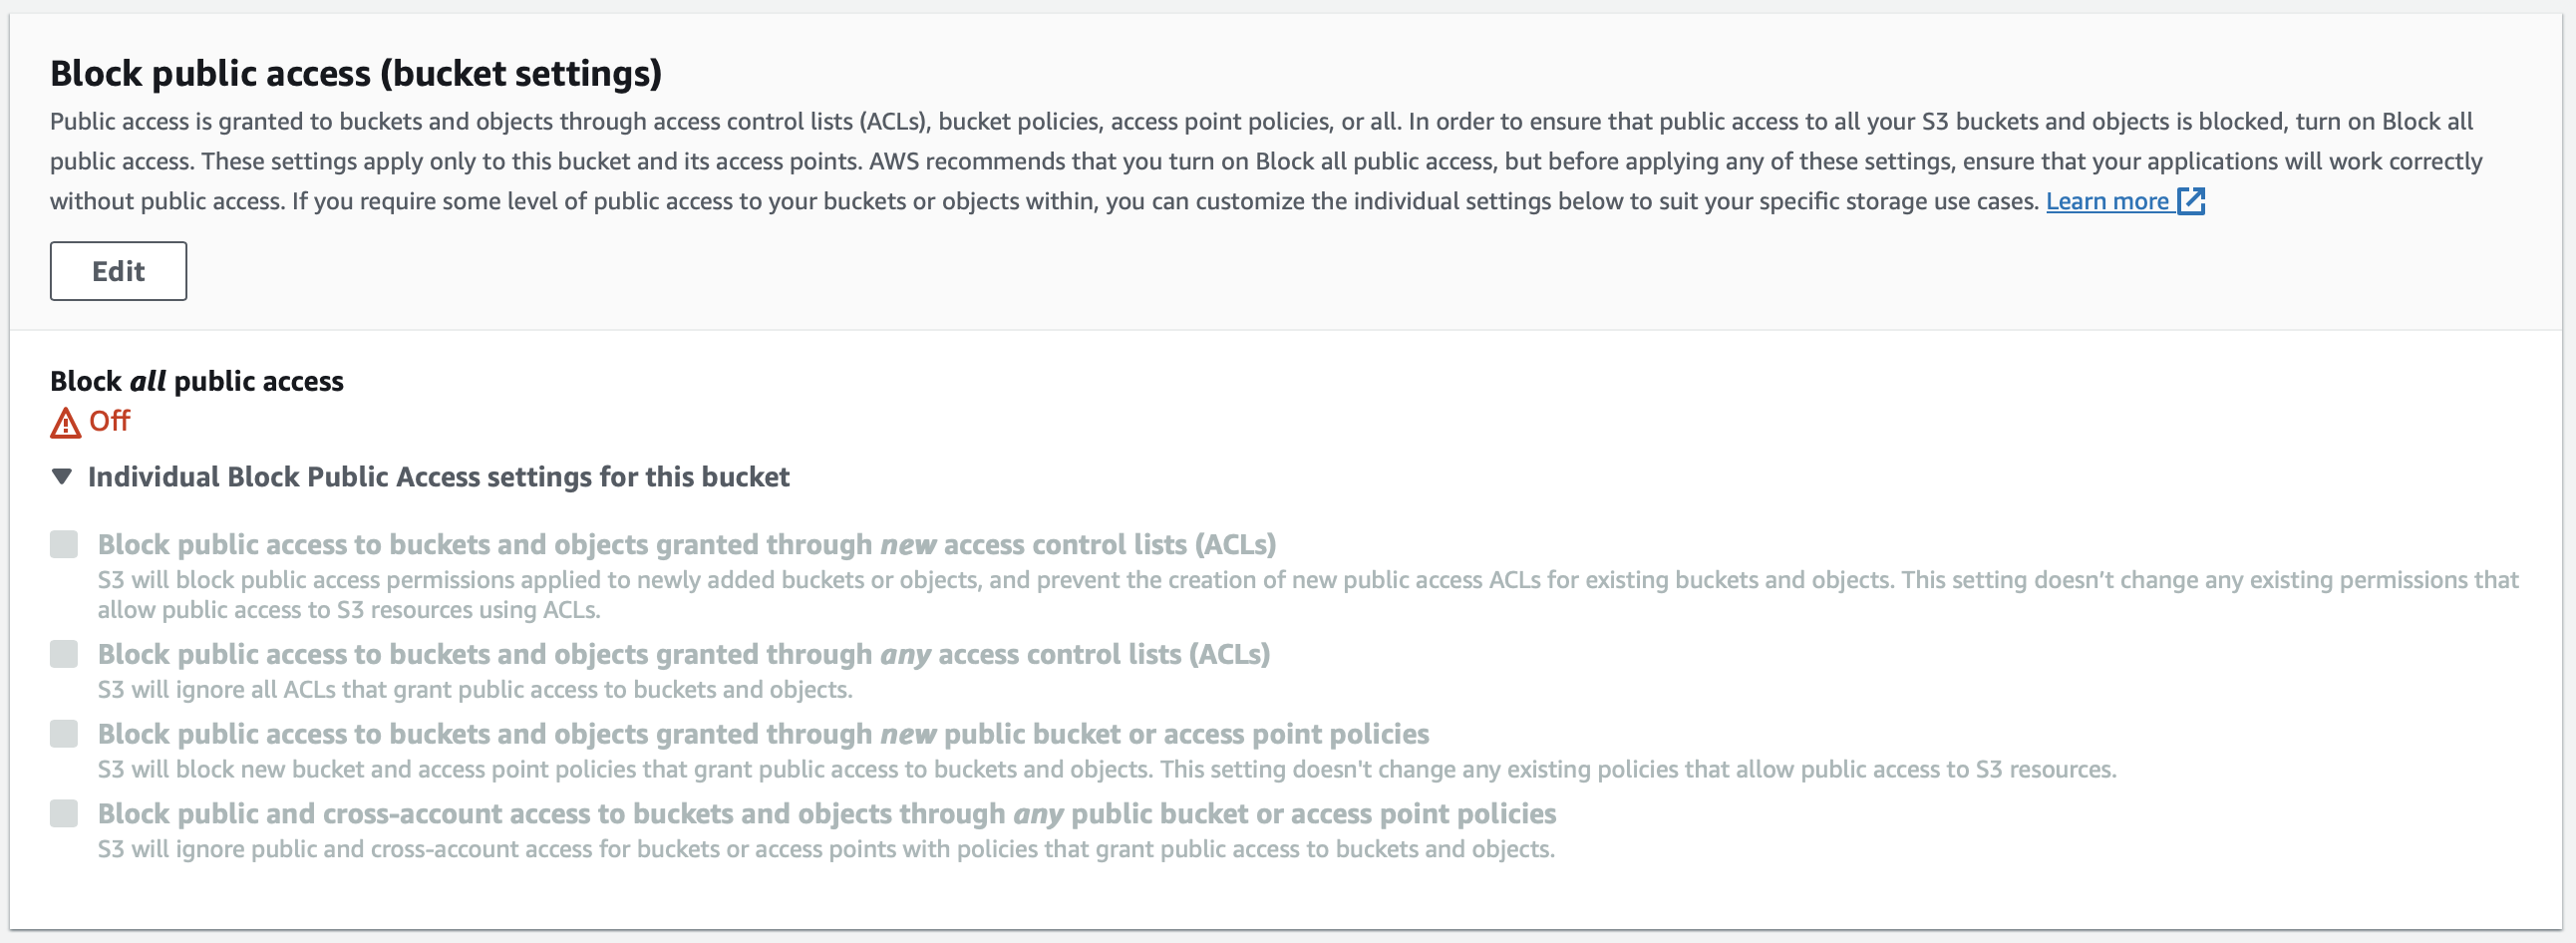 Block public access (bucket settings)
Public access is granted to buckets and objects through access control lists (ACLs), bucket policies, access point policies, or all. In order to ensure that public access to all your S3 buckets and objects is blocked, turn on Block all
public access. These settings apply only to this bucket and its access points. AWS recommends that you turn on Block all public access, but before applying any of these settings, ensure that your applications will work correctly
without public access. If you require some level of public access to your buckets or objects within, you can customize the individual settings below to suit your specific storage use cases. Learn more
Edit
Block all public access
Off
Individual Block Public Access settings for this bucket
Block public access to buckets and objects granted through new access control lists (ACLs)
S3 will block public access permissions applied to newly added buckets or objects, and prevent the creation of new public access ACLs for existing buckets and objects. This setting doesn’t change any existing permissions that
allow public access to S3 resources using ACLs.
Block public access to buckets and objects granted through any access control lists (ACLs)
S3 will ignore all ACLs that grant public access to buckets and objects.
Block public access to buckets and objects granted through new public bucket or access point policies
S3 will block new bucket and access point policies that grant public access to buckets and objects. This setting doesn't change any existing policies that allow public access to S3 resources.
Block public and cross-account access to buckets and objects through any public bucket or access point policies
S3 will ignore public and cross-account access for buckets or access points with policies that grant public access to buckets and objects.